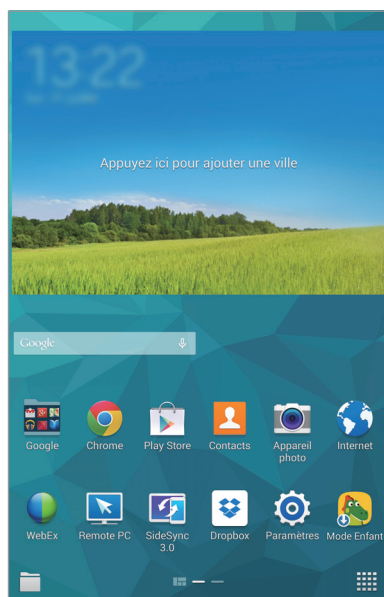 13:22
Appuyez ici pour ajouter une ville
Google
Google Chrome Play Store Contacts Appareil photo Internet
WebEx Remote PC SideSync 3.0 Dropbox Paramètres Mode Enfant